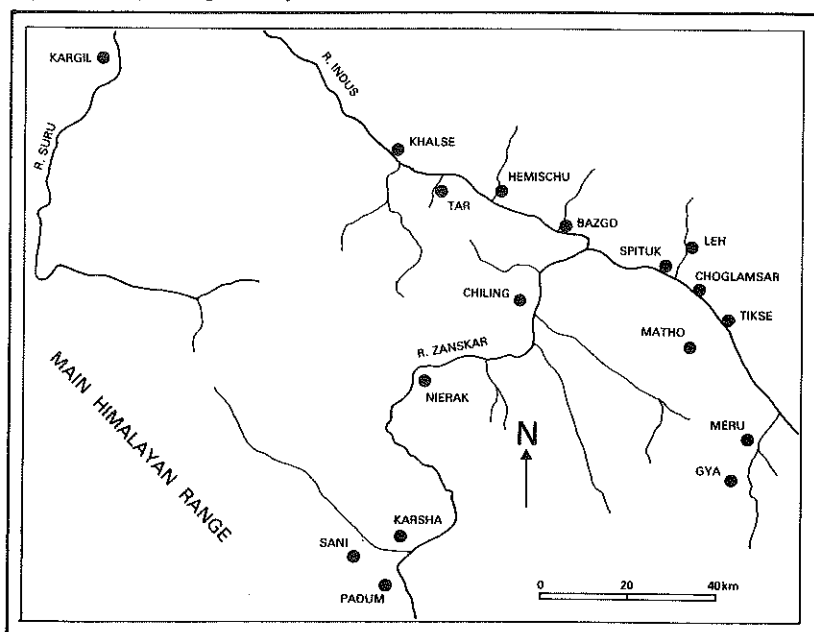 KARGIL
R. INDUS
R. SURU
KHALSE
HEMISCHU
TAR
BAZGO
LEH
SPITUK
CHOGLAMSAR
CHILING
TIKSE
MATHO
R. ZANSKAR
NIERAK
MAIN HIMALAYAN RANGE
N
MERU
GYA
KARSHA
SANI
PADUM
0 20 40km